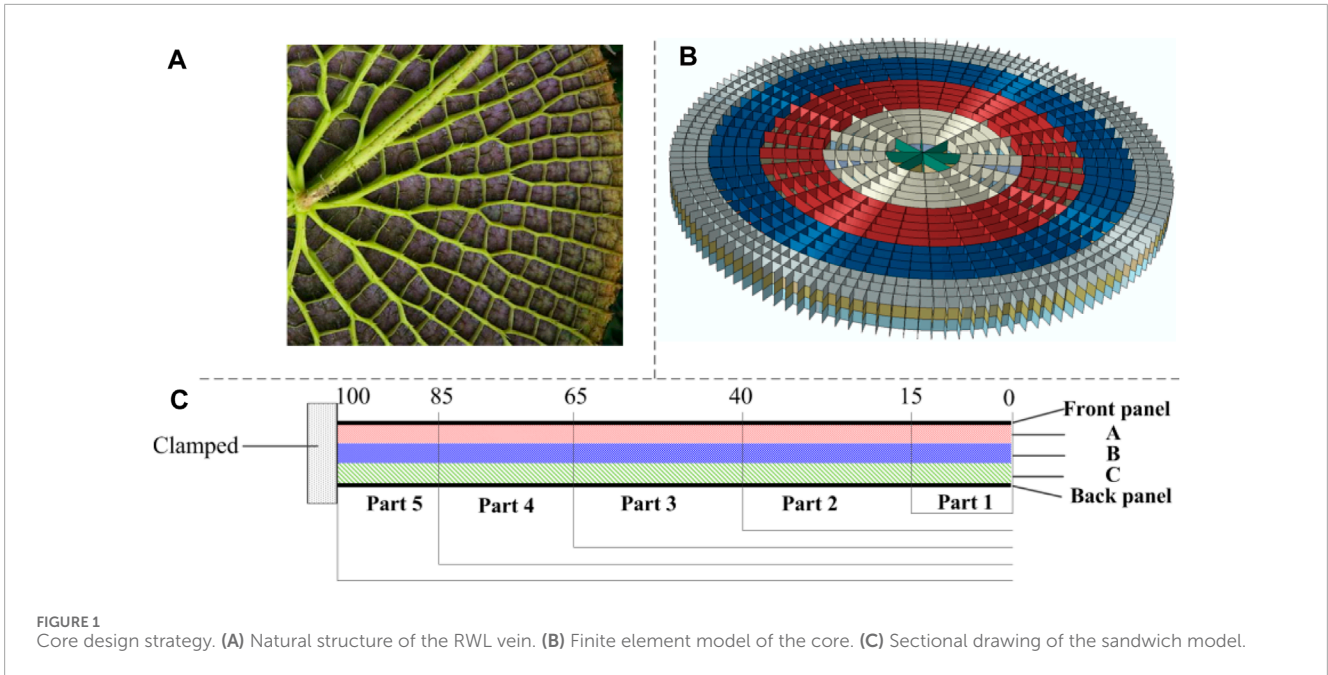 A
B
C
100 85 65 40 15 0
Front panel
Clamped
A
B
C
Back panel
Part 5 Part 4 Part 3 Part 2 Part 1
FIGURE 1
Core design strategy. (A) Natural structure of the RWL vein. (B) Finite element model of the core. (C) Sectional drawing of the sandwich model.